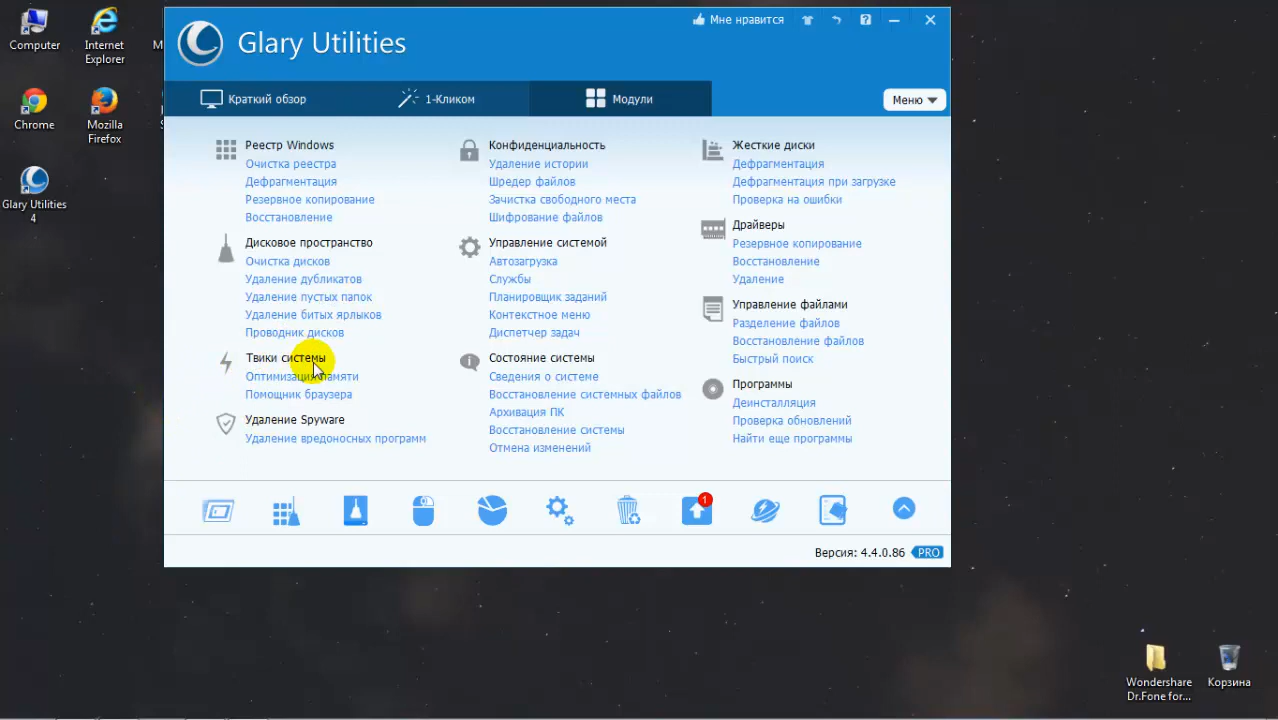 Computer
Internet
Explorer
M
Chrome
Mozilla
Firefox
S
Glary Utilities
4
Glary Utilities
Мне нравится
Краткий обзор
1-Кликом
Модули
Меню
Реестр Windows
Очистка реестра
Дефрагментация
Резервное копирование
Восстановление
Дисковое пространство
Очистка дисков
Удаление дубликатов
Удаление пустых папок
Удаление битых ярлыков
Проводник дисков
Твики системы
Оптимизация памяти
Помощник браузера
Удаление Spyware
Удаление вредоносных программ
Конфиденциальность
Удаление истории
Шредер файлов
Зачистка свободного места
Шифрование файлов
Управление системой
Автозагрузка
Службы
Планировщик заданий
Контекстное меню
Диспетчер задач
Состояние системы
Сведения о системе
Восстановление системных файлов
Архивация ПК
Восстановление системы
Отмена изменений
Жесткие диски
Дефрагментация
Дефрагментация при загрузке
Проверка на ошибки
Драйверы
Резервное копирование
Восстановление
Удаление
Управление файлами
Разделение файлов
Восстановление файлов
Быстрый поиск
Программы
Деинсталляция
Проверка обновлений
Найти еще программы
1
Версия: 4.4.0.86 PRO
Wondershare
Dr.Fone for...
Корзина